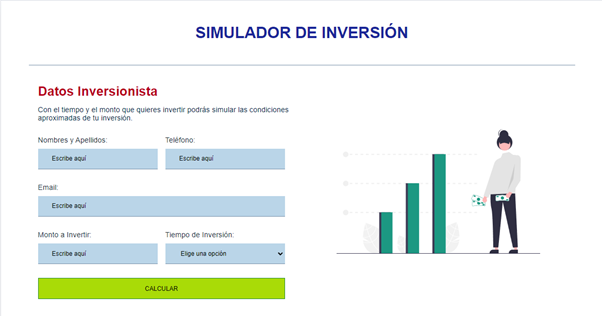 SIMULADOR DE INVERSIÓN
Datos Inversionista
Con el tiempo y el monto que quieres invertir podrás simular las condiciones
aproximadas de tu inversión.
Nombres y Apellidos: Teléfono:
Escribe aquí Escribe aquí
Email:
Escribe aquí
Monto a Invertir: Tiempo de Inversión:
Escribe aquí Elige una opción
CALCULAR